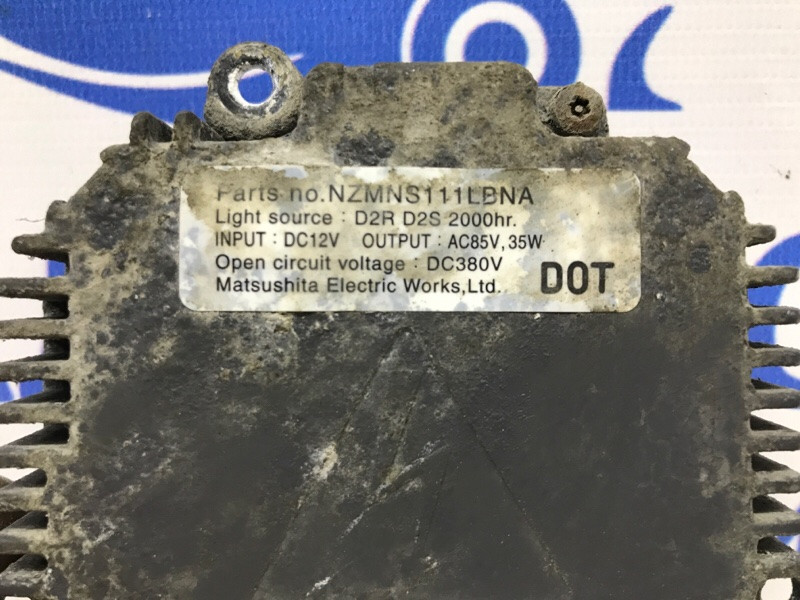 Parts no.NZMNS111LBNA
Light source : D2R D2S 2000hr.
INPUT : DC12V OUTPUT : AC85V, 35W
Open circuit voltage : DC380V
Matsushita Electric Works,Ltd. DOT